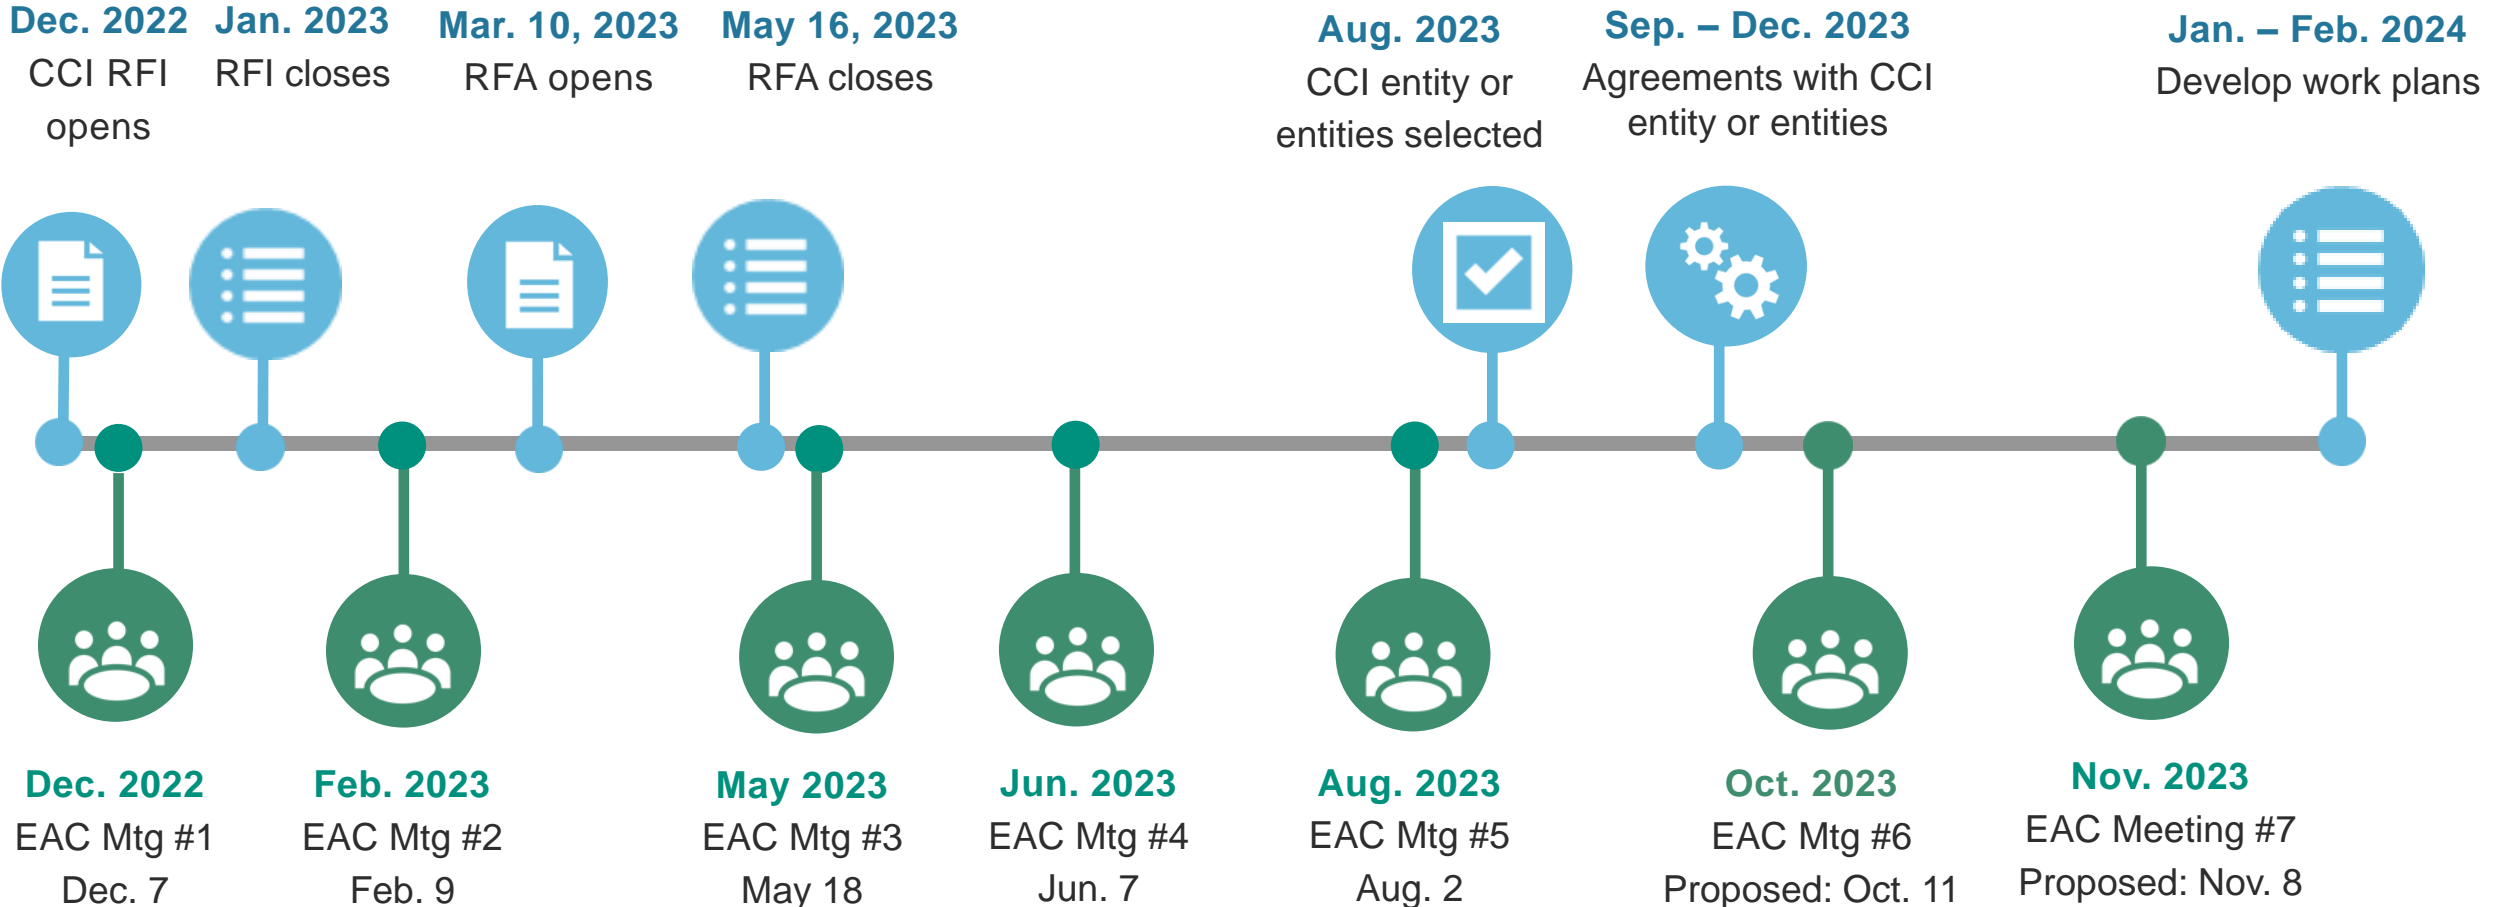 Dec. 2022
CCI RFI
opens
Jan. 2023
RFI closes
Mar. 10, 2023
RFA opens
May 16, 2023
RFA closes
Aug. 2023
CCI entity or
entities selected
Sep. – Dec. 2023
Agreements with CCI
entity or entities
Jan. – Feb. 2024
Develop work plans
Dec. 2022
EAC Mtg #1
Dec. 7
Feb. 2023
EAC Mtg #2
Feb. 9
May 2023
EAC Mtg #3
May 18
Jun. 2023
EAC Mtg #4
Jun. 7
Aug. 2023
EAC Mtg #5
Aug. 2
Oct. 2023
EAC Mtg #6
Proposed: Oct. 11
Nov. 2023
EAC Meeting #7
Proposed: Nov. 8